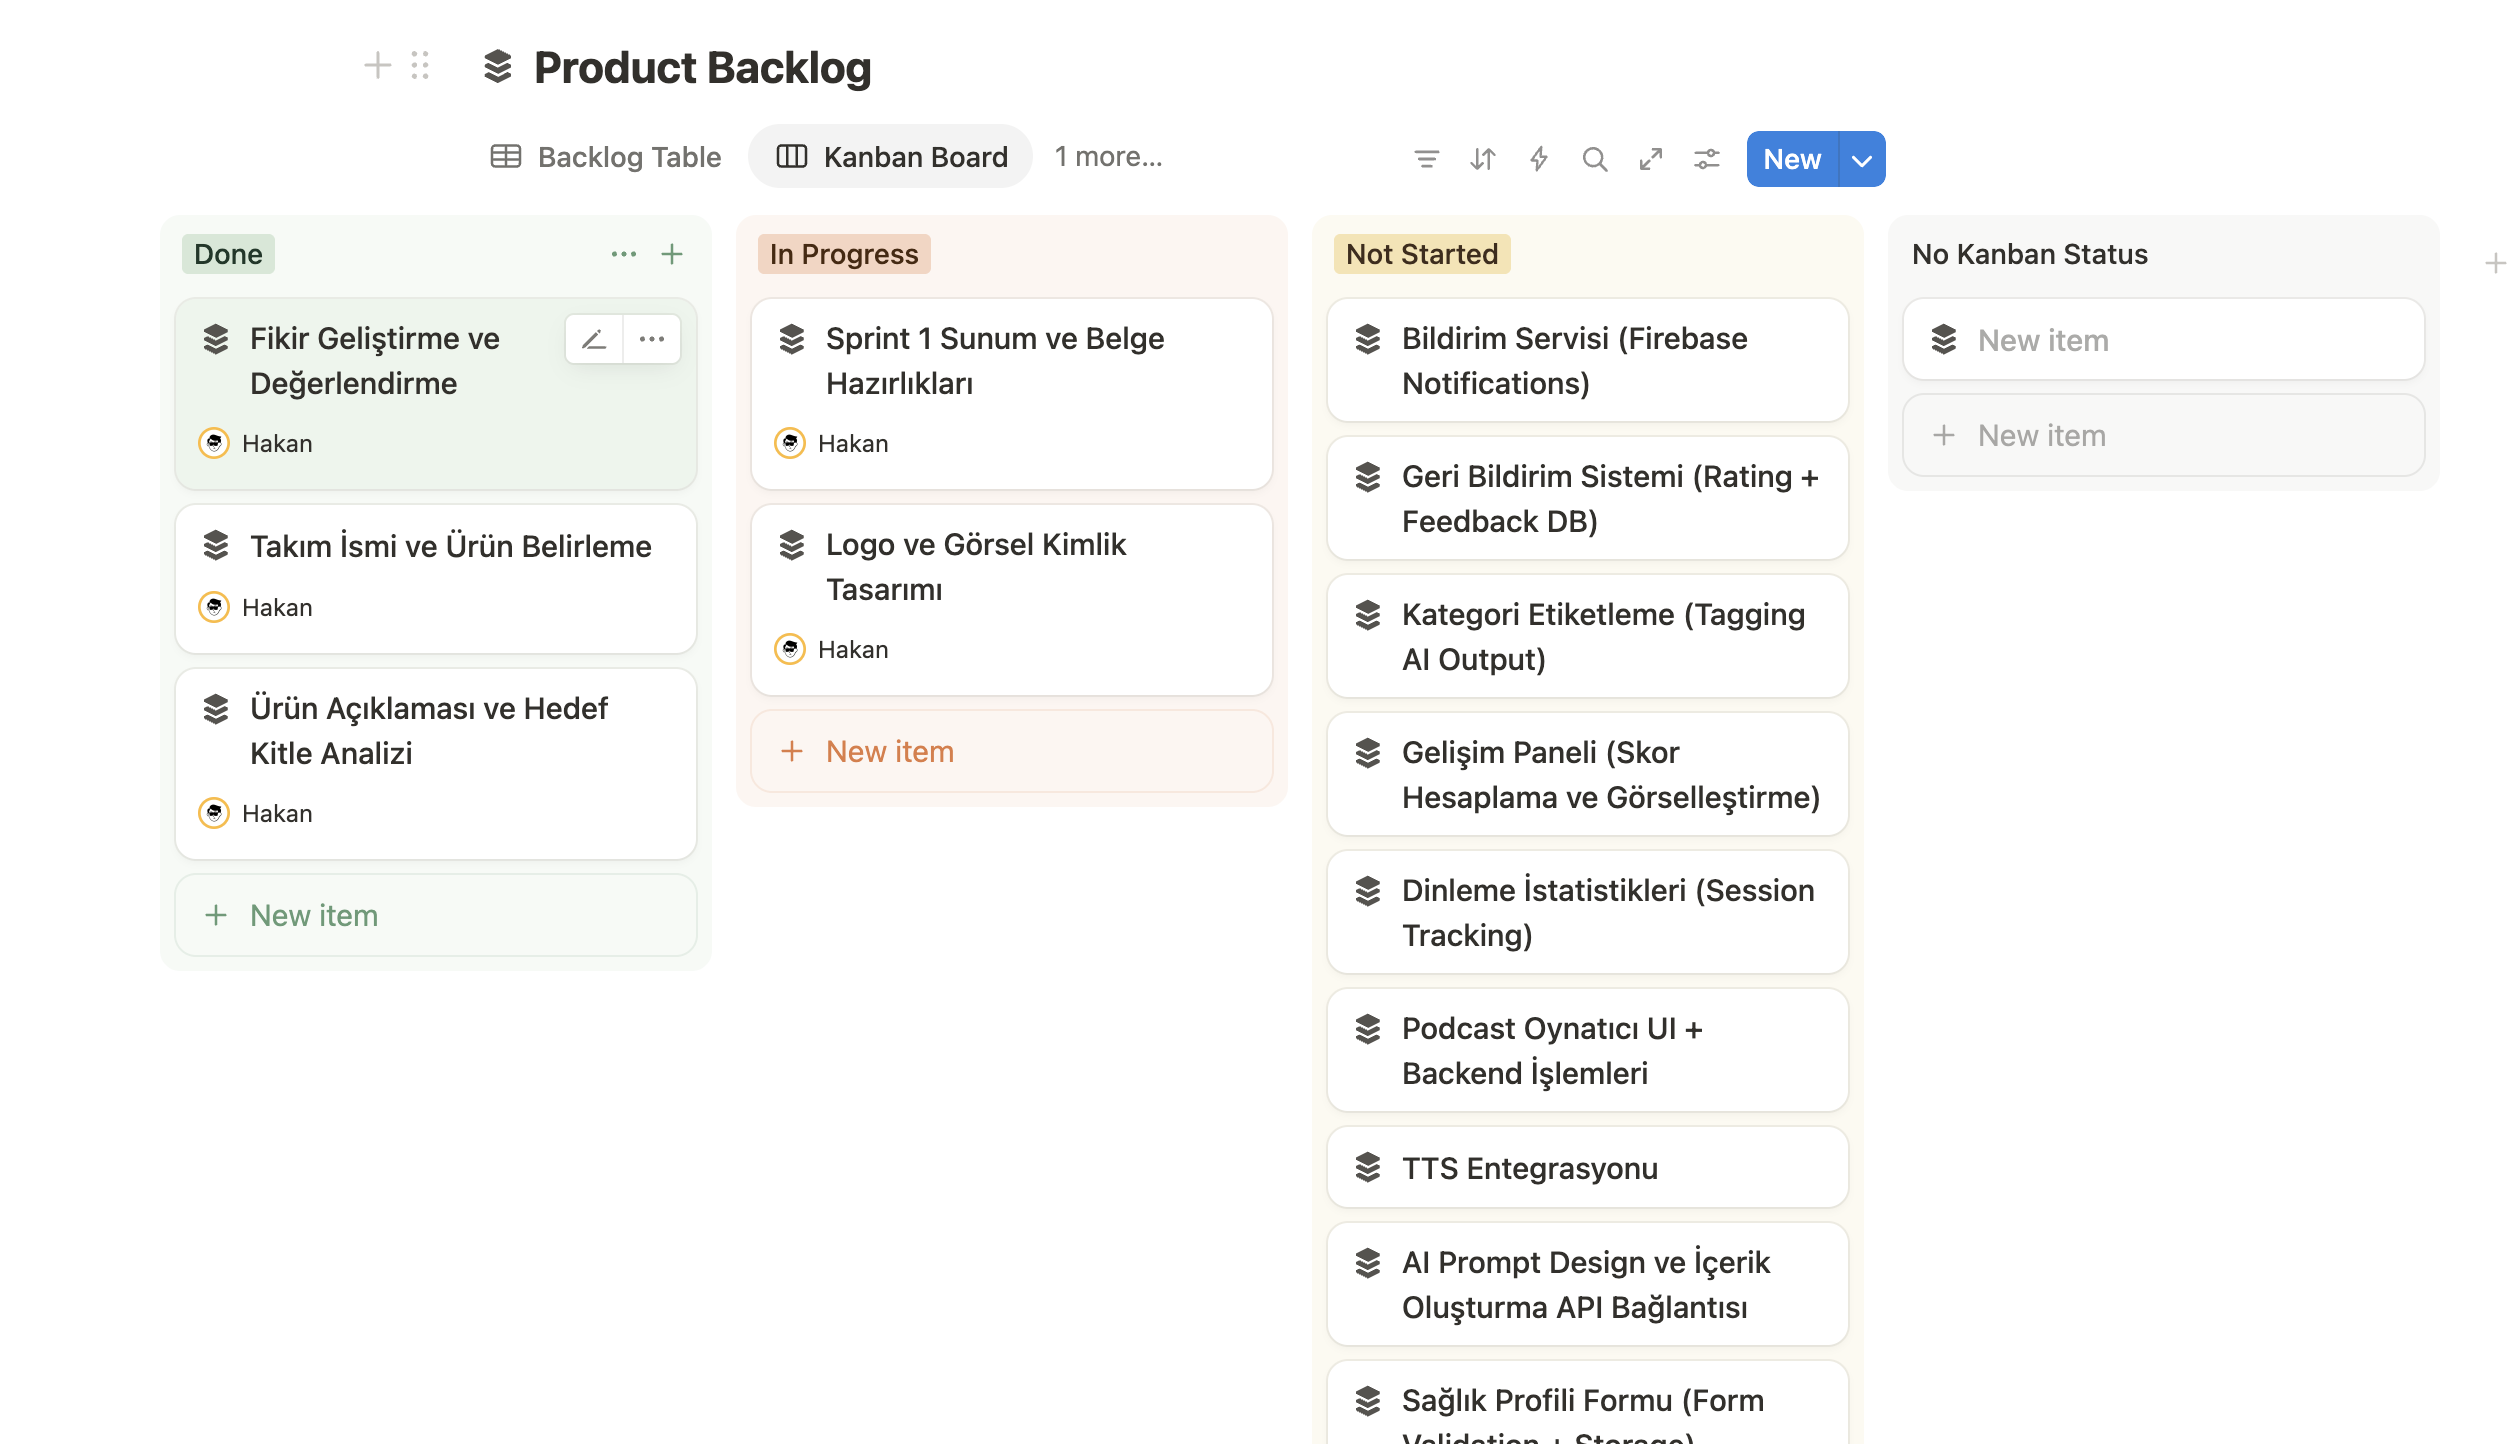 Product Backlog
Backlog Table
Kanban Board
1 more...
New
Done
Fikir Geliştirme ve
Değerlendirme
Hakan
Takım İsmi ve Ürün Belirleme
Hakan
Ürün Açıklaması ve Hedef
Kitle Analizi
Hakan
+ New item
In Progress
Sprint 1 Sunum ve Belge
Hazırlıkları
Hakan
Logo ve Görsel Kimlik
Tasarımı
Hakan
+ New item
Not Started
Bildirim Servisi (Firebase
Notifications)
Geri Bildirim Sistemi (Rating +
Feedback DB)
Kategori Etiketleme (Tagging
AI Output)
Gelişim Paneli (Skor
Hesaplama ve Görselleştirme)
Dinleme İstatistikleri (Session
Tracking)
Podcast Oynatıcı UI +
Backend İşlemleri
TTS Entegrasyonu
AI Prompt Design ve İçerik
Oluşturma API Bağlantısı
Sağlık Profili Formu (Form
Validation + Storage)
No Kanban Status
New item
+ New item